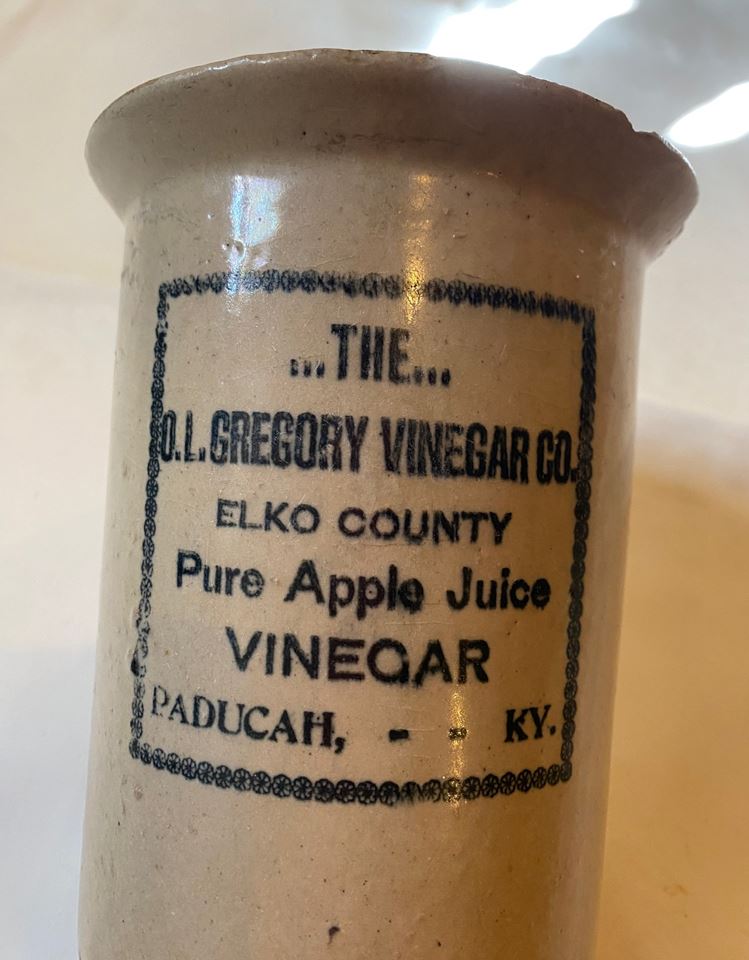 ...THE...
O.L.GREGORY VINEGAR CO.
ELKO COUNTY
Pure Apple Juice
VINEGAR
PADUCAH, - - KY.